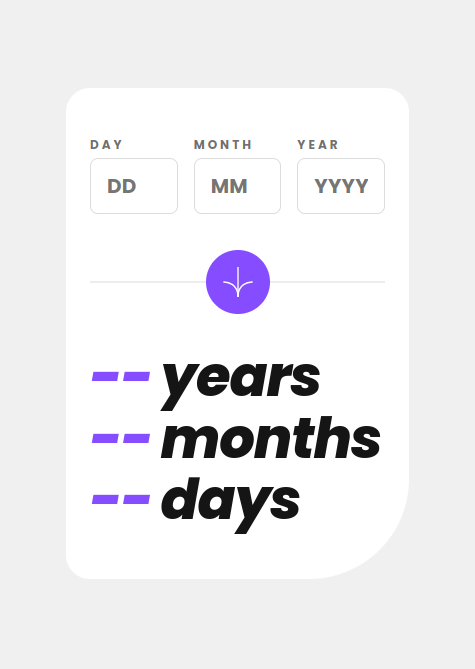 DAY MONTH YEAR
DD MM YYYY
-- years
-- months
-- days